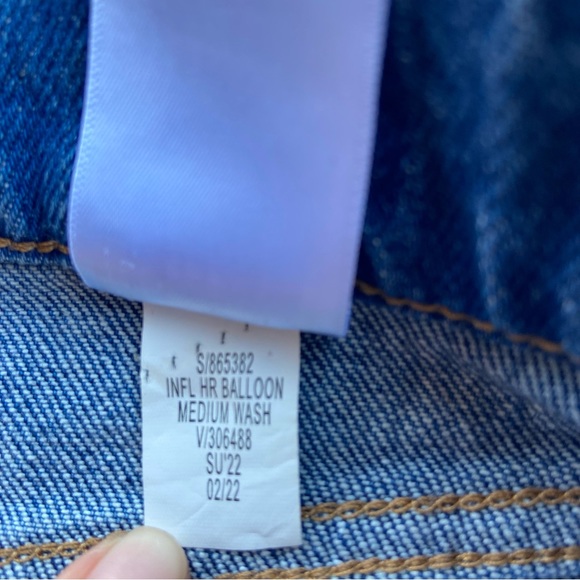 S/865382
INFL HR BALLOON
MEDIUM WASH
V/306488
SU'22
02/22